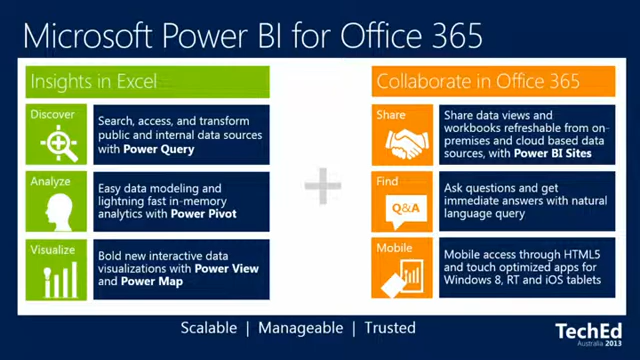 Microsoft Power BI for Office 365
Insights in Excel
Discover
Search, access, and transform
public and internal data sources
with Power Query
Analyze
Easy data modeling and
lightning fast in-memory
analytics with Power Pivot
Visualize
Bold new interactive data
visualizations with Power View
and Power Map
+
Collaborate in Office 365
Share
Share data views and
workbooks refreshable from on-
premises and cloud based data
sources, with Power BI Sites
Find
Q&A
Ask questions and get
immediate answers with natural
language query
Mobile
Mobile access through HTML5
and touch optimized apps for
Windows 8, RT and iOS tablets
Scalable | Manageable | Trusted
TechEd
Australia 2013